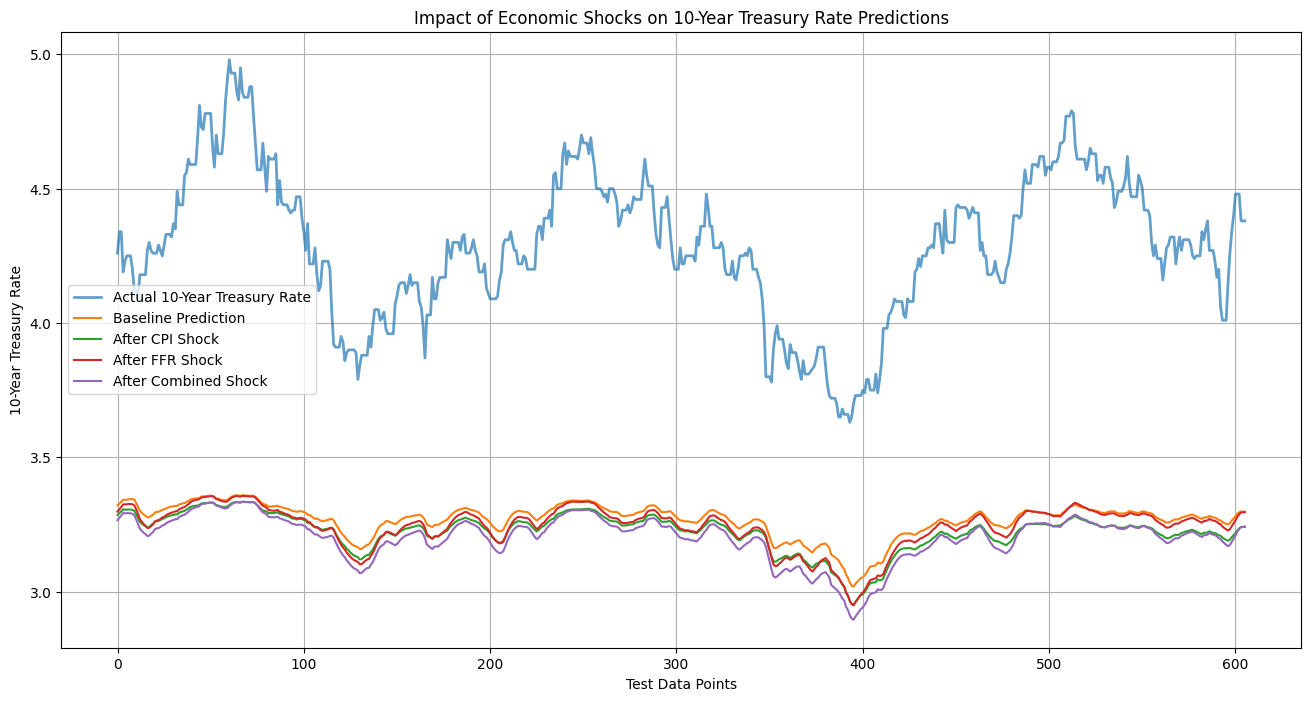 Impact of Economic Shocks on 10-Year Treasury Rate Predictions
5.0
4.5
4.0
3.5
3.0
10-Year Treasury Rate
Actual 10-Year Treasury Rate
Baseline Prediction
After CPI Shock
After FFR Shock
After Combined Shock
0 100 200 300 400 500 600
Test Data Points